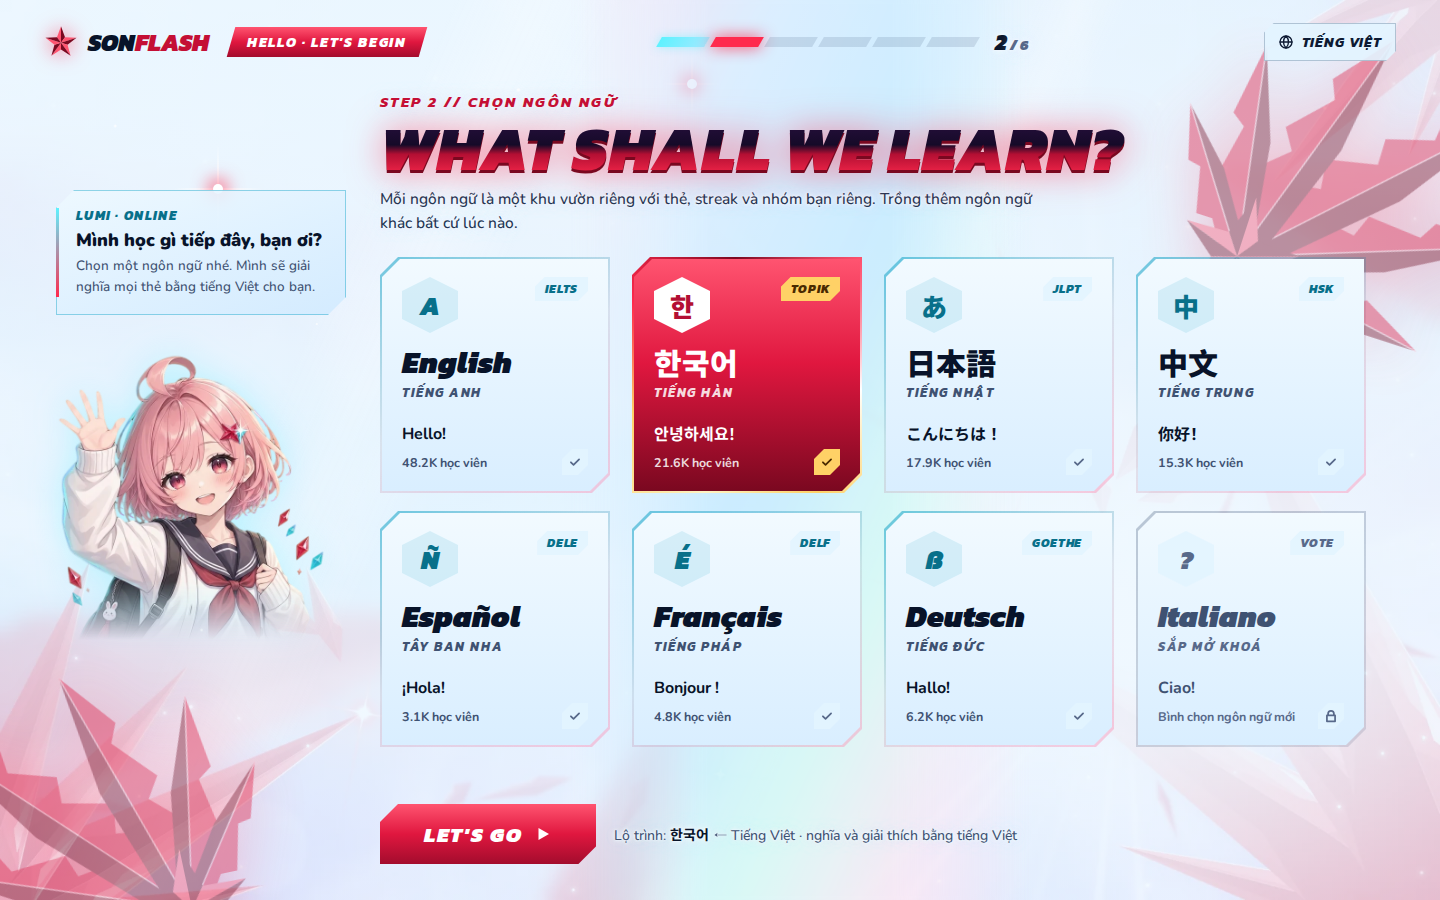 SONFLASH
HELLO · LET'S BEGIN
2 / 6
TIẾNG VIỆT
STEP 2 // CHỌN NGÔN NGỮ
WHAT SHALL WE LEARN?
Mỗi ngôn ngữ là một khu vườn riêng với thẻ, streak và nhóm bạn riêng. Trồng thêm ngôn ngữ
khác bất cứ lúc nào.
LUMI · ONLINE
Mình học gì tiếp đây, bạn ơi?
Chọn một ngôn ngữ nhé. Mình sẽ giải
nghĩa mọi thẻ bằng tiếng Việt cho bạn.
A
IELTS
English
TIẾNG ANH
Hello!
48.2K học viên
한
TOPIK
한국어
TIẾNG HÀN
안녕하세요!
21.6K học viên
あ
JLPT
日本語
TIẾNG NHẬT
こんにちは！
17.9K học viên
中
HSK
中文
TIẾNG TRUNG
你好！
15.3K học viên
Ñ
DELE
Español
TÂY BAN NHA
¡Hola!
3.1K học viên
É
DELF
Français
TIẾNG PHÁP
Bonjour !
4.8K học viên
ß
GOETHE
Deutsch
TIẾNG ĐỨC
Hallo!
6.2K học viên
?
VOTE
Italiano
SẮP MỞ KHOÁ
Ciao!
Bình chọn ngôn ngữ mới
LET'S GO
Lộ trình: 한국어 ← Tiếng Việt · nghĩa và giải thích bằng tiếng Việt